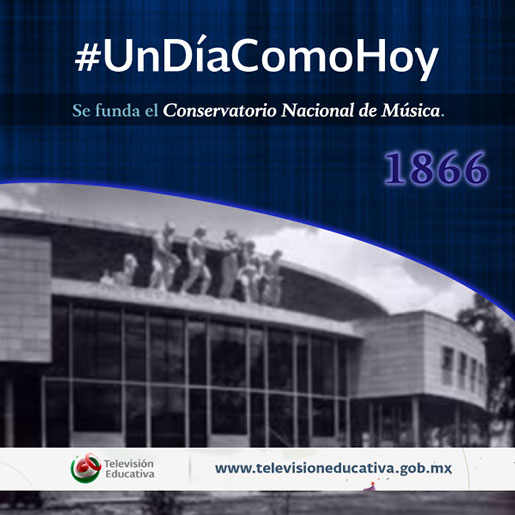 #UnDíaComoHoy
Se funda el Conservatorio Nacional de Música.
1866
Televisión
Educativa
www.televisioneducativa.gob.mx